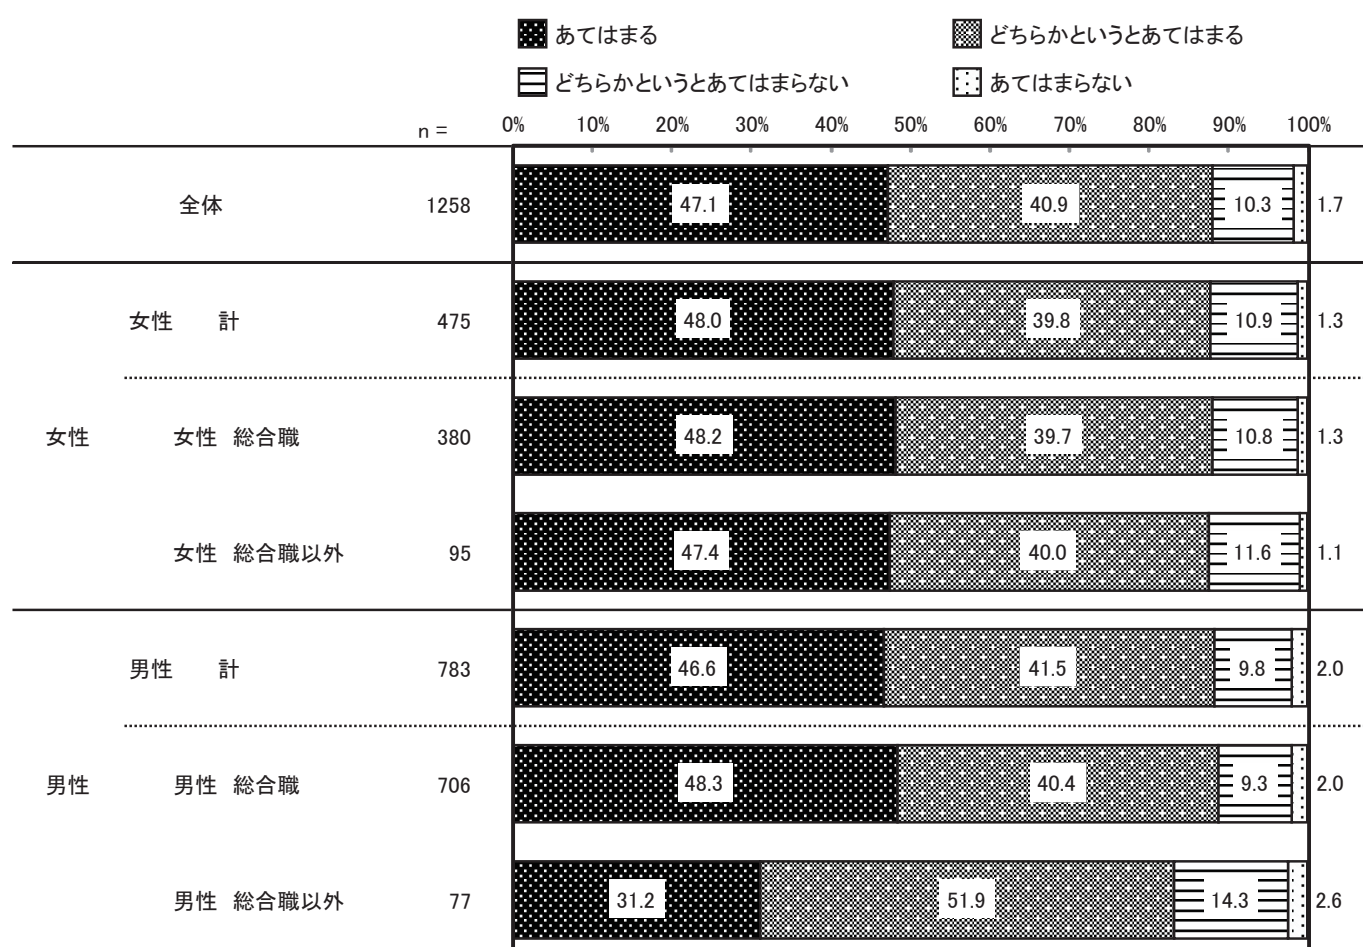 あてはまる どちらかというとあてはまる
どちらかというとあてはまらない あてはまらない
n = 0% 10% 20% 30% 40% 50% 60% 70% 80% 90% 100%
全体 1258 47.1 40.9 10.3 1.7
女性 計 475 48.0 39.8 10.9 1.3
女性 女性 総合職 380 48.2 39.7 10.8 1.3
女性 総合職以外 95 47.4 40.0 11.6 1.1
男性 計 783 46.6 41.5 9.8 2.0
男性 男性 総合職 706 48.3 40.4 9.3 2.0
男性 総合職以外 77 31.2 51.9 14.3 2.6